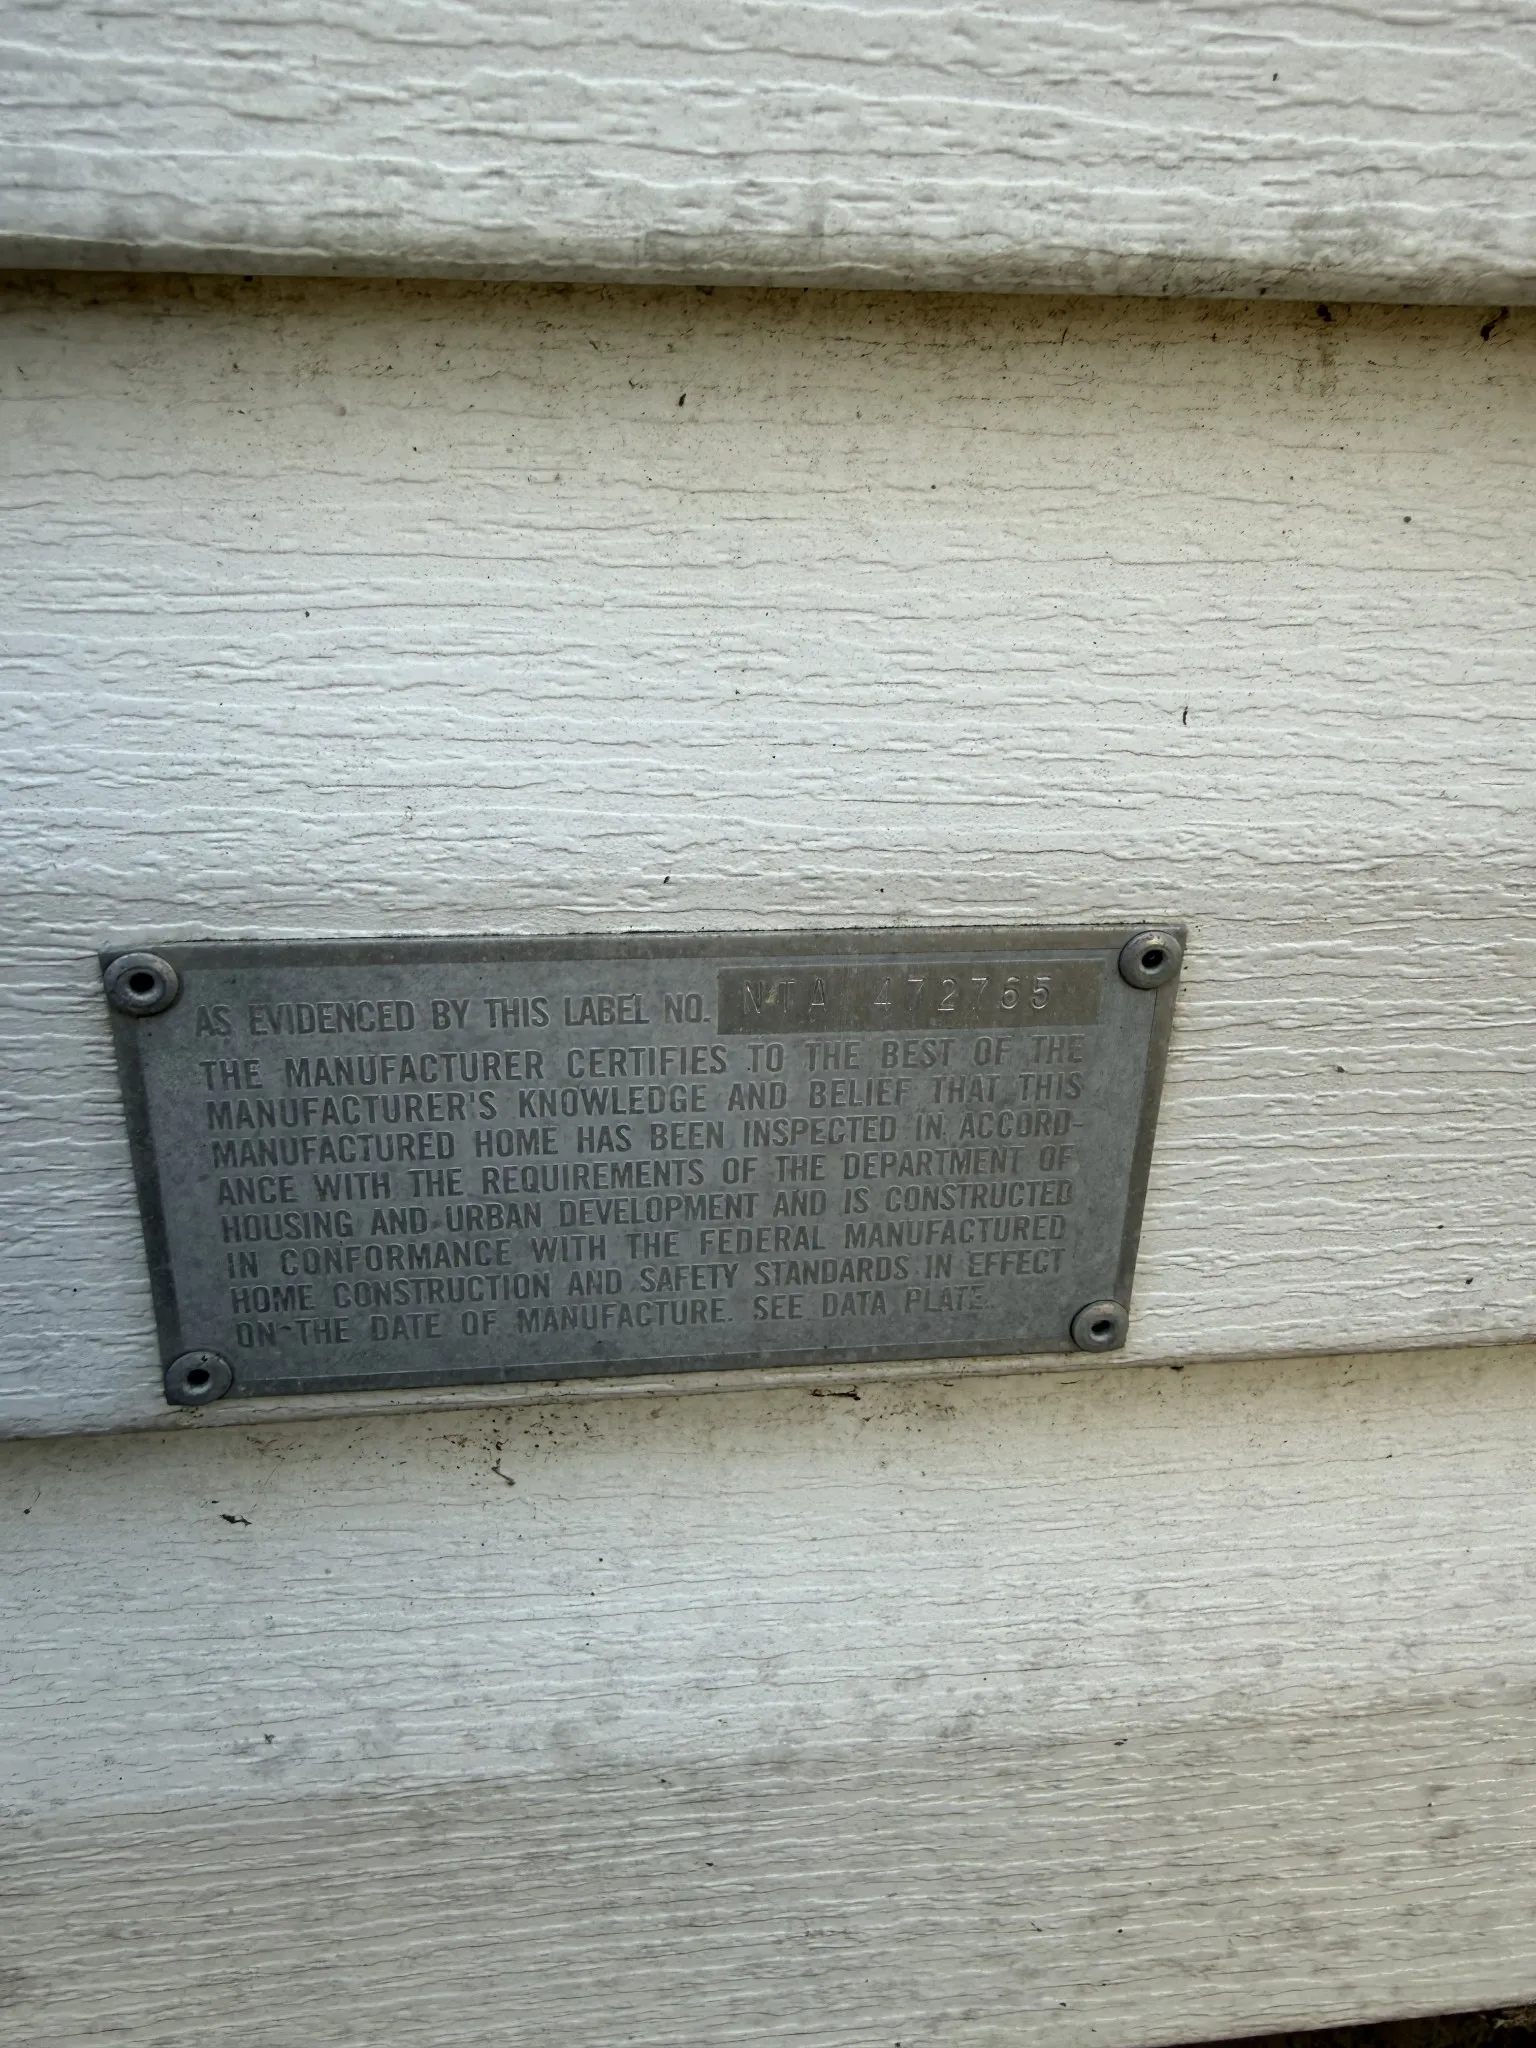 AS EVIDENCED BY THIS LABEL NO. NTA 472765
THE MANUFACTURER CERTIFIES TO THE BEST OF THE
MANUFACTURER'S KNOWLEDGE AND BELIEF THAT THIS
MANUFACTURED HOME HAS BEEN INSPECTED IN ACCORD-
ANCE WITH THE REQUIREMENTS OF THE DEPARTMENT OF
HOUSING AND URBAN DEVELOPMENT AND IS CONSTRUCTED
IN CONFORMANCE WITH THE FEDERAL MANUFACTURED
HOME CONSTRUCTION AND SAFETY STANDARDS IN EFFECT
ON THE DATE OF MANUFACTURE. SEE DATA PLATE.